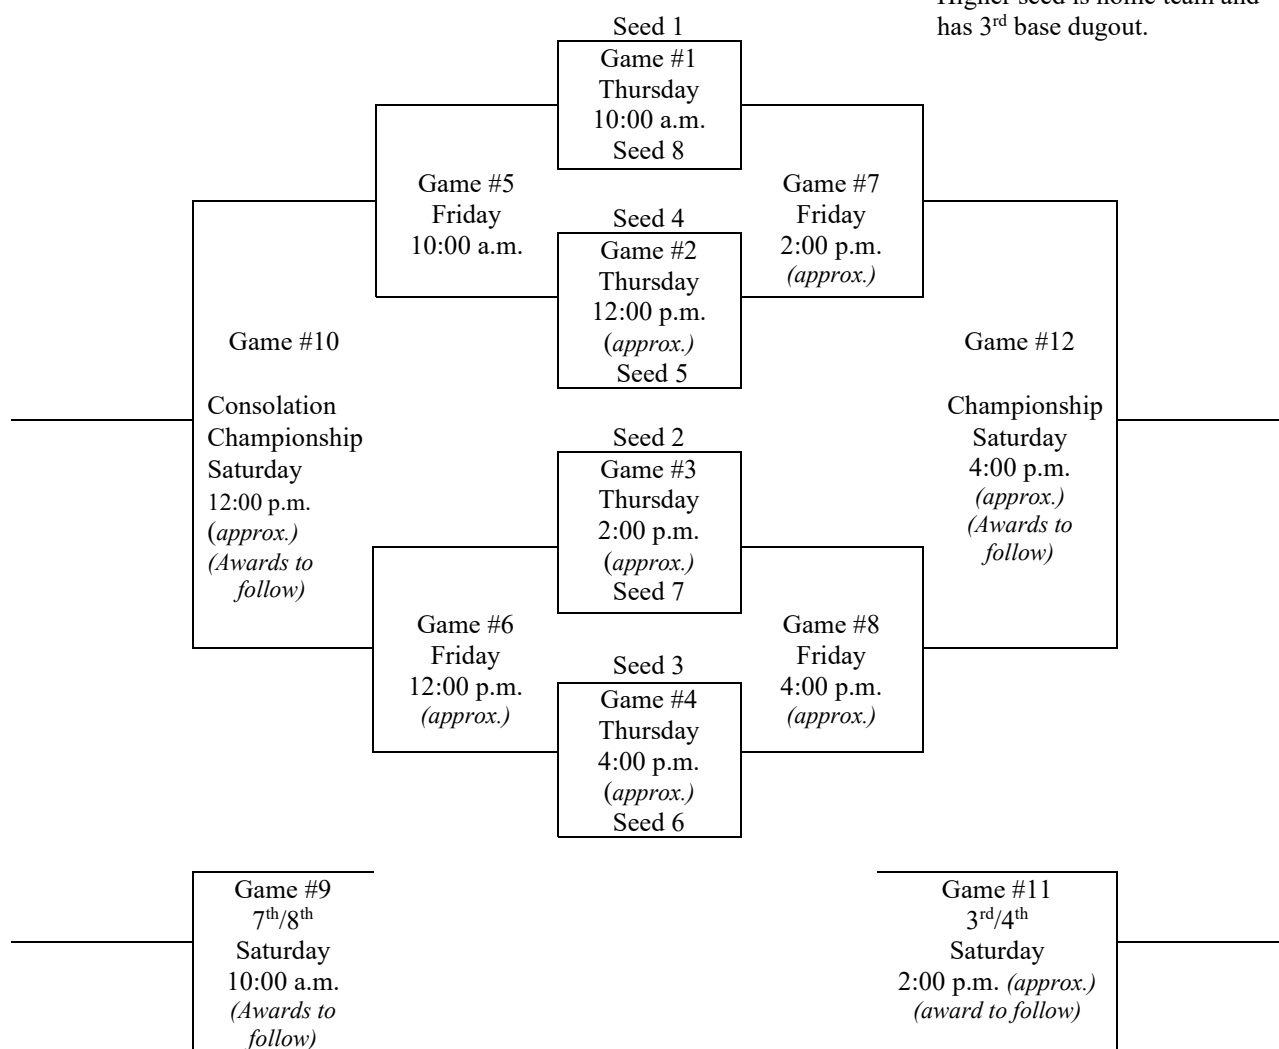 Higher seed is home team and
has 3rd base dugout.
Seed 1
Game #1
Thursday
10:00 a.m.
Seed 8
Game #5
Friday
10:00 a.m.
Game #7
Friday
2:00 p.m.
(approx.)
Seed 4
Game #2
Thursday
12:00 p.m.
(approx.)
Seed 5
Game #10
Consolation
Championship
Saturday
12:00 p.m.
(approx.)
(Awards to
follow)
Game #12
Championship
Saturday
4:00 p.m.
(approx.)
(Awards to
follow)
Seed 2
Game #3
Thursday
2:00 p.m.
(approx.)
Seed 7
Game #6
Friday
12:00 p.m.
(approx.)
Game #8
Friday
4:00 p.m.
(approx.)
Seed 3
Game #4
Thursday
4:00 p.m.
(approx.)
Seed 6
Game #9
7th/8th
Saturday
10:00 a.m.
(Awards to
follow)
Game #11
3rd/4th
Saturday
2:00 p.m. (approx.)
(award to follow)